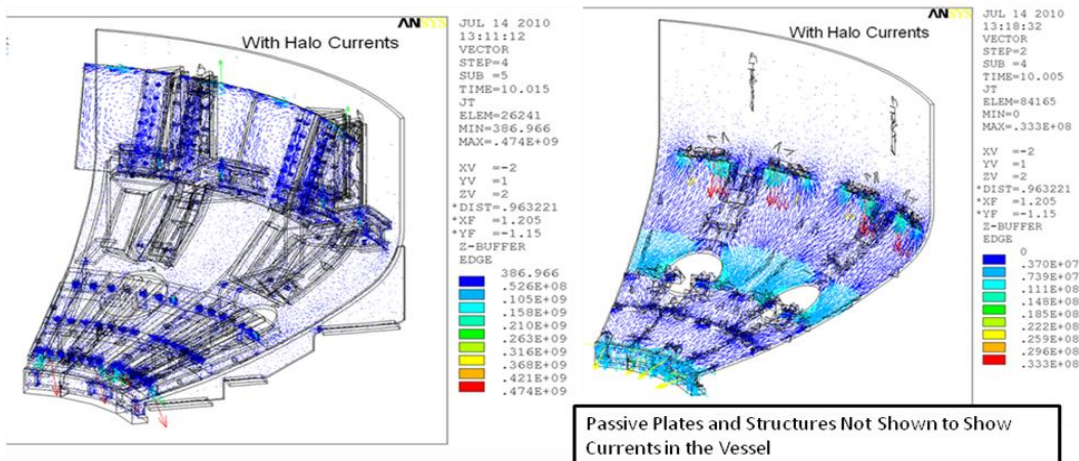 ANSYS
With Halo Currents
JUL 14 2010
13:11:12
VECTOR
STEP=4
SUB =5
TIME=10.015
JT
ELEM=26241
MIN=386.966
MAX=.474E+09
XV =-2
YV =1
ZV =2
*DIST=.963221
*XF =1.205
*YF =-1.15
Z-BUFFER
EDGE
386.966
.526E+08
.105E+09
.158E+09
.210E+09
.263E+09
.316E+09
.368E+09
.421E+09
.474E+09
ANSYS
With Halo Currents
JUL 14 2010
13:18:32
VECTOR
STEP=2
SUB =4
TIME=10.005
JT
ELEM=84165
MIN=0
MAX=.333E+08
XV =-2
YV =1
ZV =2
*DIST=.963221
*XF =1.205
*YF =-1.15
Z-BUFFER
EDGE
0
.370E+07
.739E+07
.111E+08
.148E+08
.185E+08
.222E+08
.259E+08
.296E+08
.333E+08
Passive Plates and Structures Not Shown to Show
Currents in the Vessel